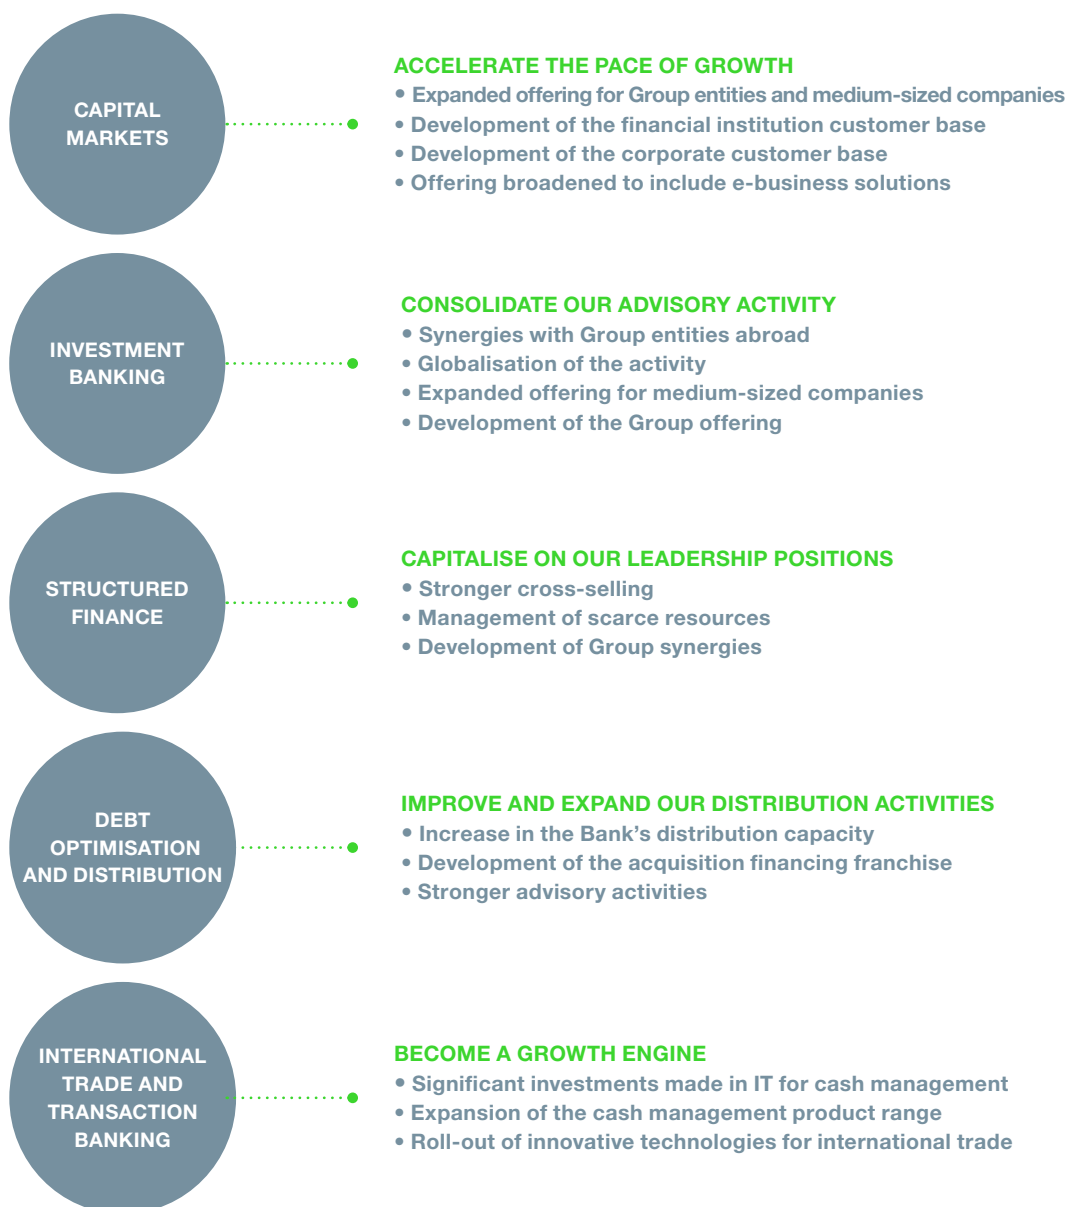 CAPITAL
MARKETS
ACCELERATE THE PACE OF GROWTH
• Expanded offering for Group entities and medium-sized companies
• Development of the financial institution customer base
• Development of the corporate customer base
• Offering broadened to include e-business solutions
INVESTMENT
BANKING
CONSOLIDATE OUR ADVISORY ACTIVITY
• Synergies with Group entities abroad
• Globalisation of the activity
• Expanded offering for medium-sized companies
• Development of the Group offering
STRUCTURED
FINANCE
CAPITALISE ON OUR LEADERSHIP POSITIONS
• Stronger cross-selling
• Management of scarce resources
• Development of Group synergies
DEBT
OPTIMISATION
AND DISTRIBUTION
IMPROVE AND EXPAND OUR DISTRIBUTION ACTIVITIES
• Increase in the Bank's distribution capacity
• Development of the acquisition financing franchise
• Stronger advisory activities
INTERNATIONAL
TRADE AND
TRANSACTION
BANKING
BECOME A GROWTH ENGINE
• Significant investments made in IT for cash management
• Expansion of the cash management product range
• Roll-out of innovative technologies for international trade